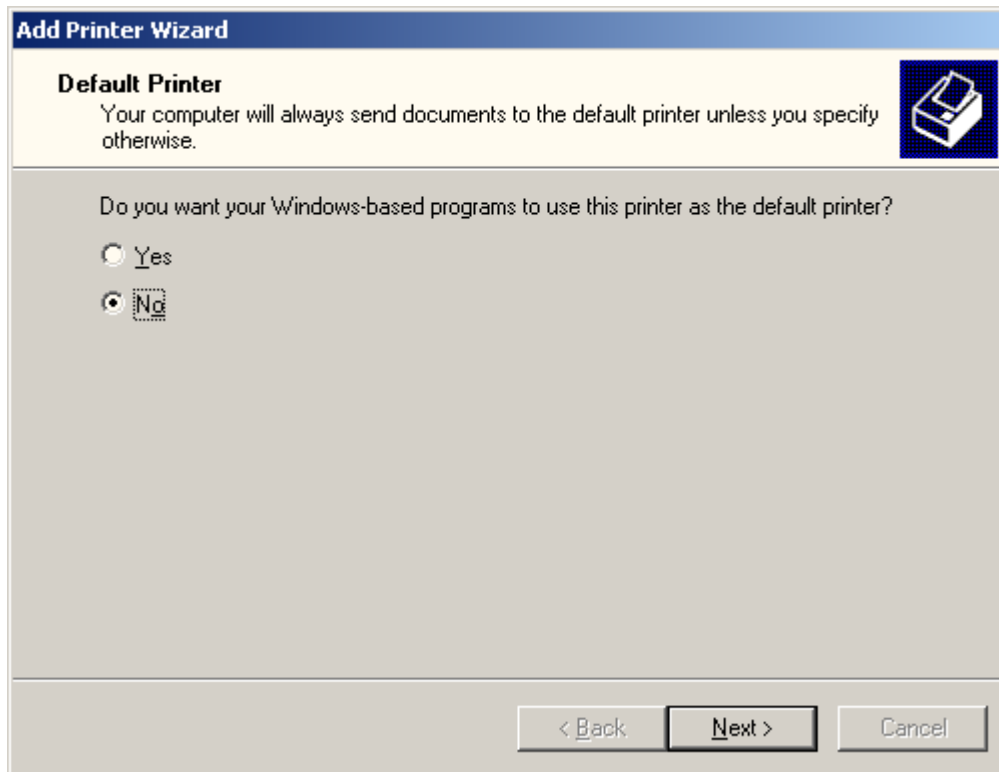 Add Printer Wizard
Default Printer
Your computer will always send documents to the default printer unless you specify
otherwise.
Do you want your Windows-based programs to use this printer as the default printer?
Yes
No
< Back
Next >
Cancel